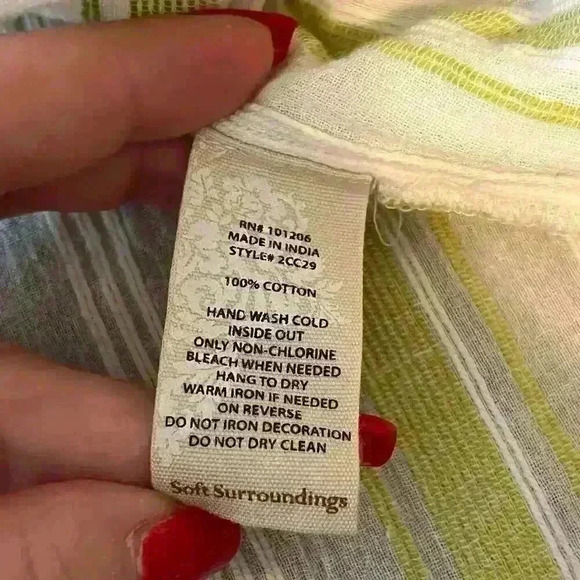 RN# 101206
MADE IN INDIA
STYLE# 2CC29
100% COTTON
HAND WASH COLD
INSIDE OUT
ONLY NON-CHLORINE
BLEACH WHEN NEEDED
HANG TO DRY
WARM IRON IF NEEDED
ON REVERSE
DO NOT IRON DECORATION
DO NOT DRY CLEAN
Soft Surroundings